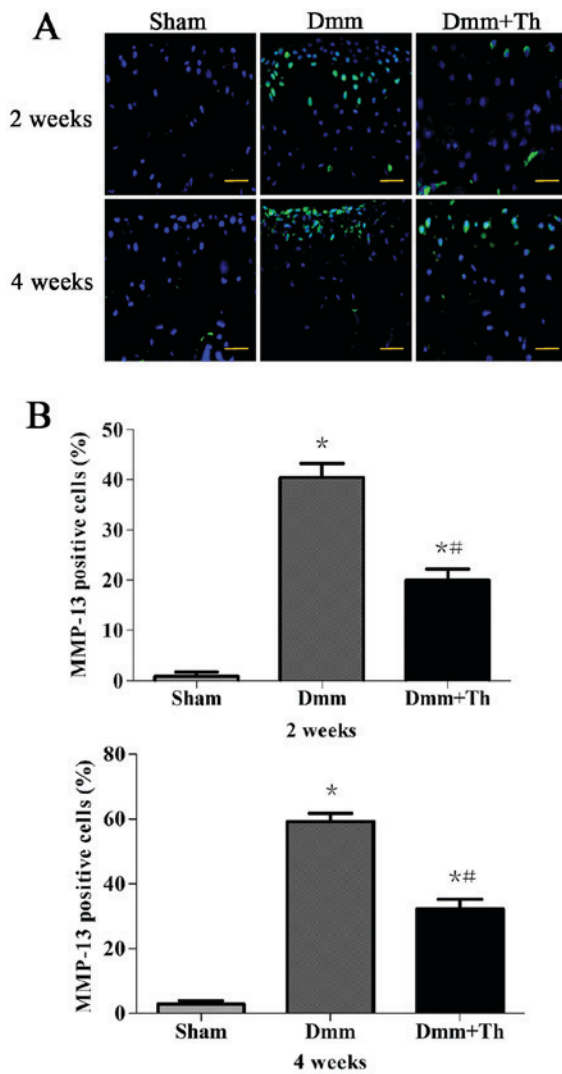 A
Sham Dmm Dmm+Th
2 weeks
4 weeks
B
MMP-13 positive cells (%)
50
40
30
20
10
0
*
*#
Sham Dmm Dmm+Th
2 weeks
MMP-13 positive cells (%)
80
60
40
20
0
*
*#
Sham Dmm Dmm+Th
4 weeks